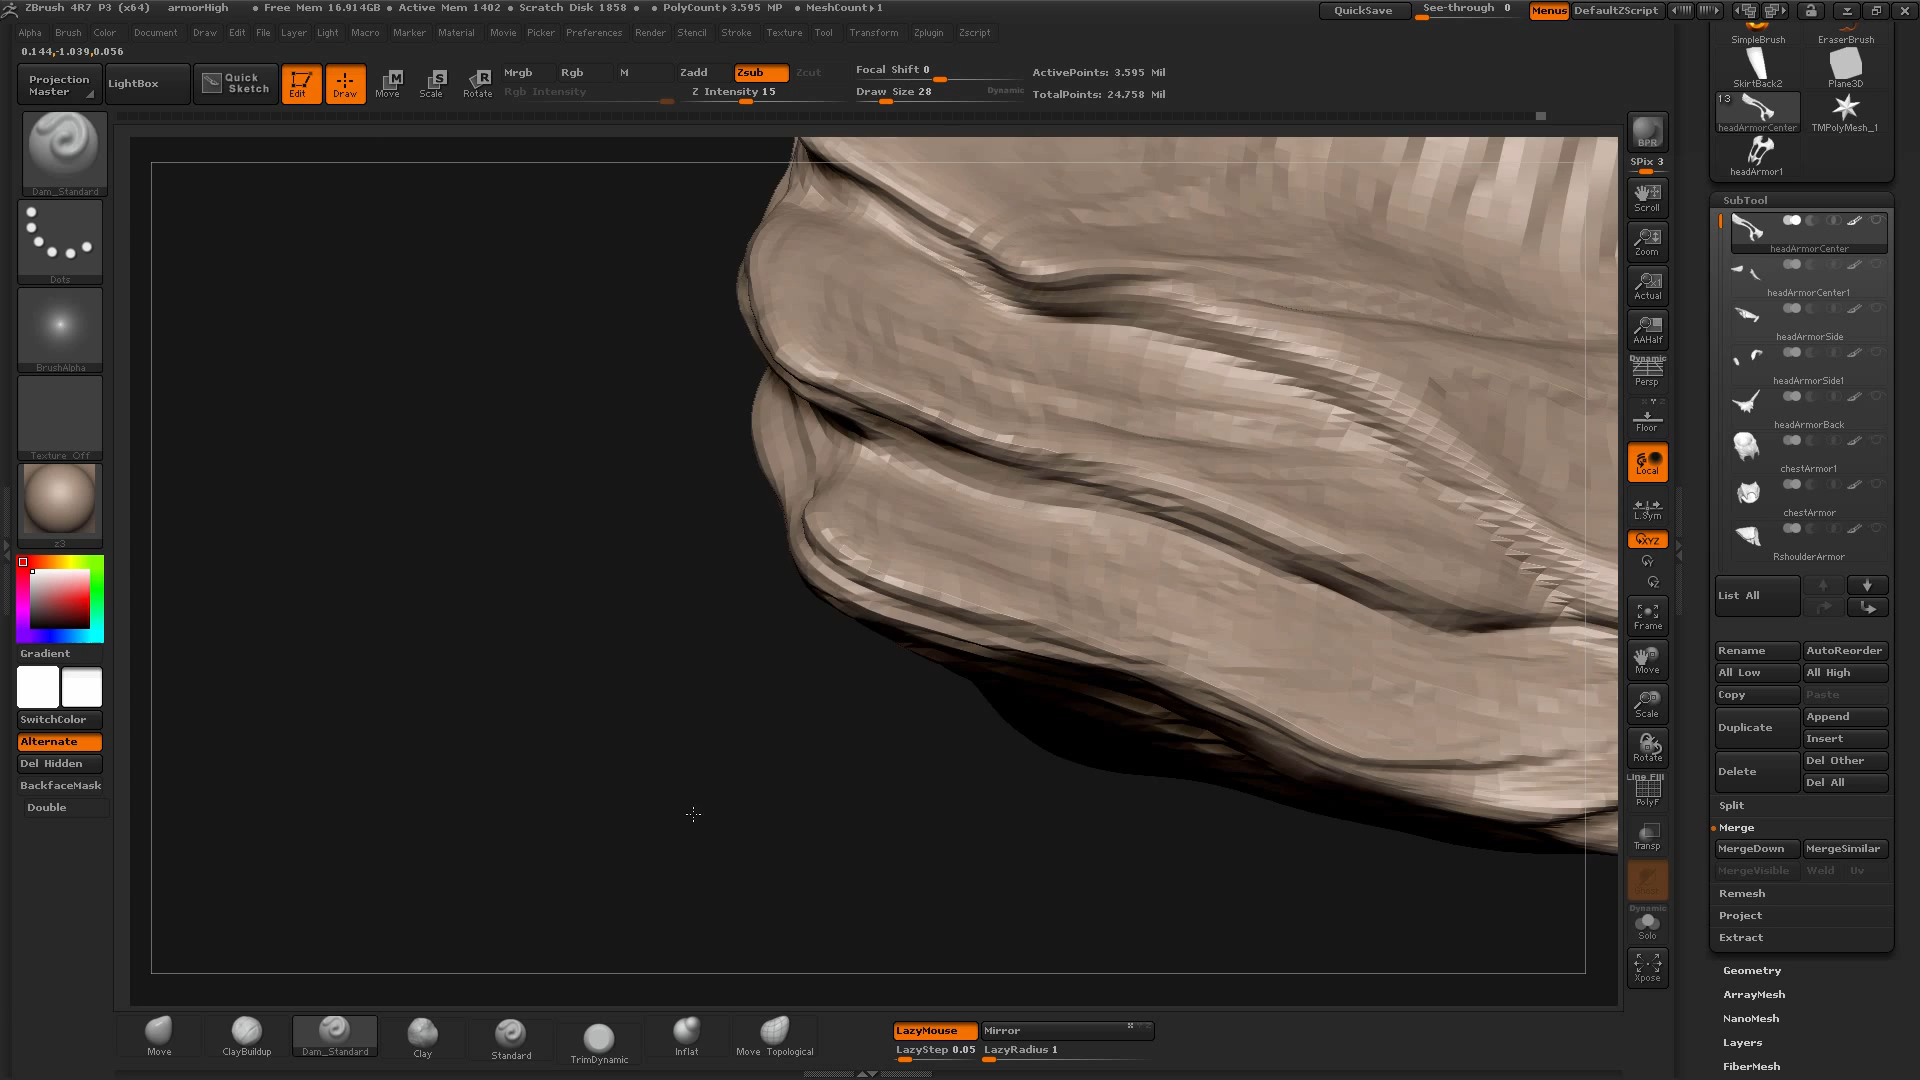 ZBrush 4R7 P3 (x64) armorHigh • Free Mem 16.914GB • Active Mem 1402 • Scratch Disk 1858 • • PolyCount▸3.595 MP • MeshCount▸1 QuickSave See-through 0 Menus DefaultZScript
Alpha Brush Color Document Draw Edit File Layer Light Macro Marker Material Movie Picker Preferences Render Stencil Stroke Texture Tool Transform Zplugin Zscript
0.144,-1.039,0.056
Projection Master
LightBox
Quick Sketch
Edit
Draw
Move
Scale
Rotate
Mrgb Rgb M Zadd Zsub Zcut
Rgb Intensity Z Intensity 15
Focal Shift 0
Draw Size 28 Dynamic
ActivePoints: 3.595 Mil
TotalPoints: 24.758 Mil
Dam_Standard
Dots
BrushAlpha
Texture Off
z3
Gradient
SwitchColor
Alternate
Del Hidden
BackfaceMask
Double
BPR
SPix 3
Scroll
Zoom
Actual
AAHalf
Dynamic
Persp
Floor
Local
L.Sym
XYZ
Y
Z
Frame
Move
Scale
Rotate
Line Fill
PolyF
Transp
Ghost
Dynamic
Solo
Xpose
SimpleBrush EraserBrush
SkirtBack2 Plane3D
13
headArmorCenter TMPolyMesh_1
headArmor1
SubTool
headArmorCenter
headArmorCenter1
headArmorSide
headArmorSide1
headArmorBack
chestArmor1
chestArmor
RshoulderArmor
List All
Rename AutoReorder
All Low All High
Copy Paste
Duplicate Append
Insert
Delete Del Other
Del All
Split
Merge
MergeDown MergeSimilar
MergeVisible Weld Uv
Remesh
Project
Extract
Geometry
ArrayMesh
NanoMesh
Layers
FiberMesh
Move ClayBuildup Dam_Standard Clay Standard TrimDynamic Inflat Move Topological
LazyMouse Mirror
LazyStep 0.05 LazyRadius 1